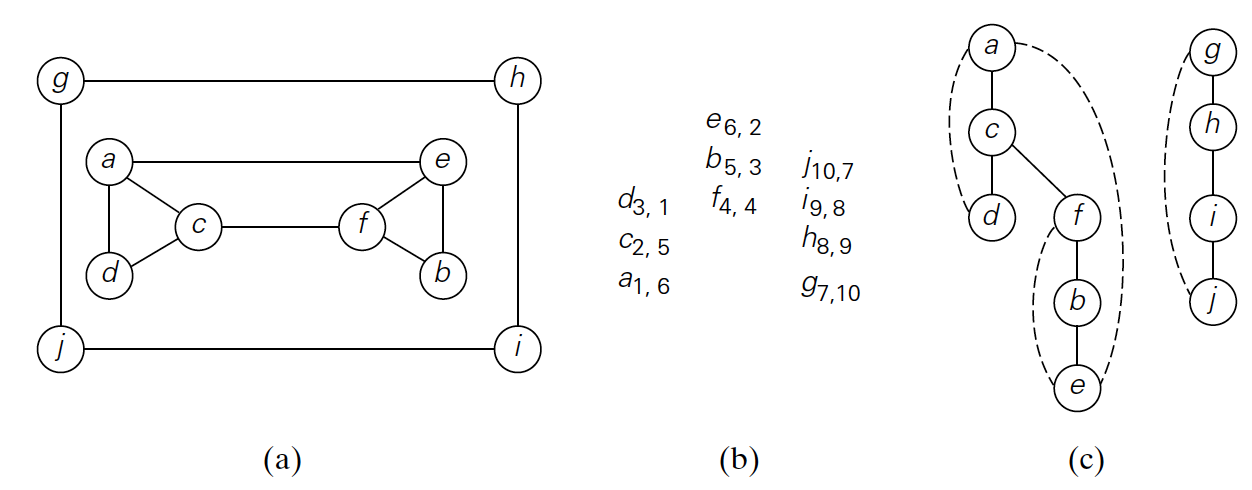 g h
a e
c f
d b
j i
(a)
e6, 2
b5, 3 j10,7
d3, 1 f4, 4 i9, 8
c2, 5 h8, 9
a1, 6 g7,10
(b)
a g
c h
d f i
b j
e
(c)